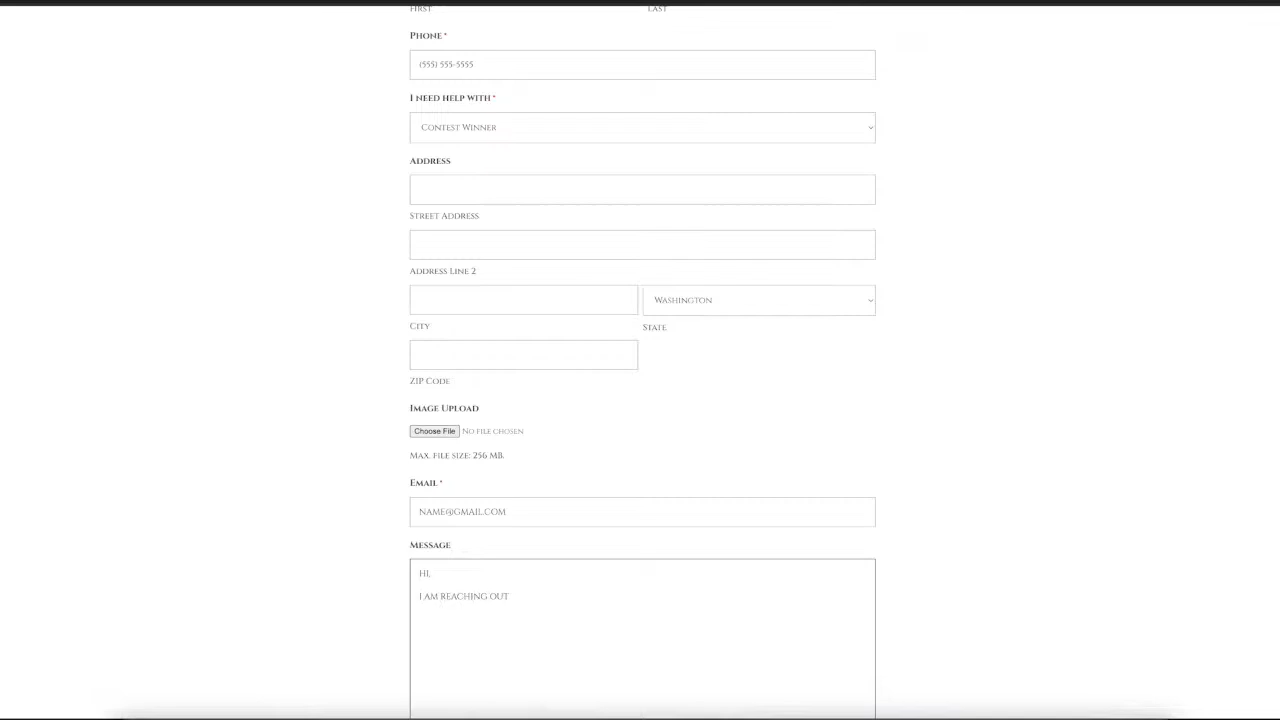 First Last
Phone *
(555) 555-5555
I need help with *
Contest Winner
Address
Street Address
Address Line 2
Washington
City State
ZIP Code
Image Upload
Choose File No file chosen
Max. file size: 256 MB.
Email *
name@gmail.com
Message
Hi,
I am reaching out